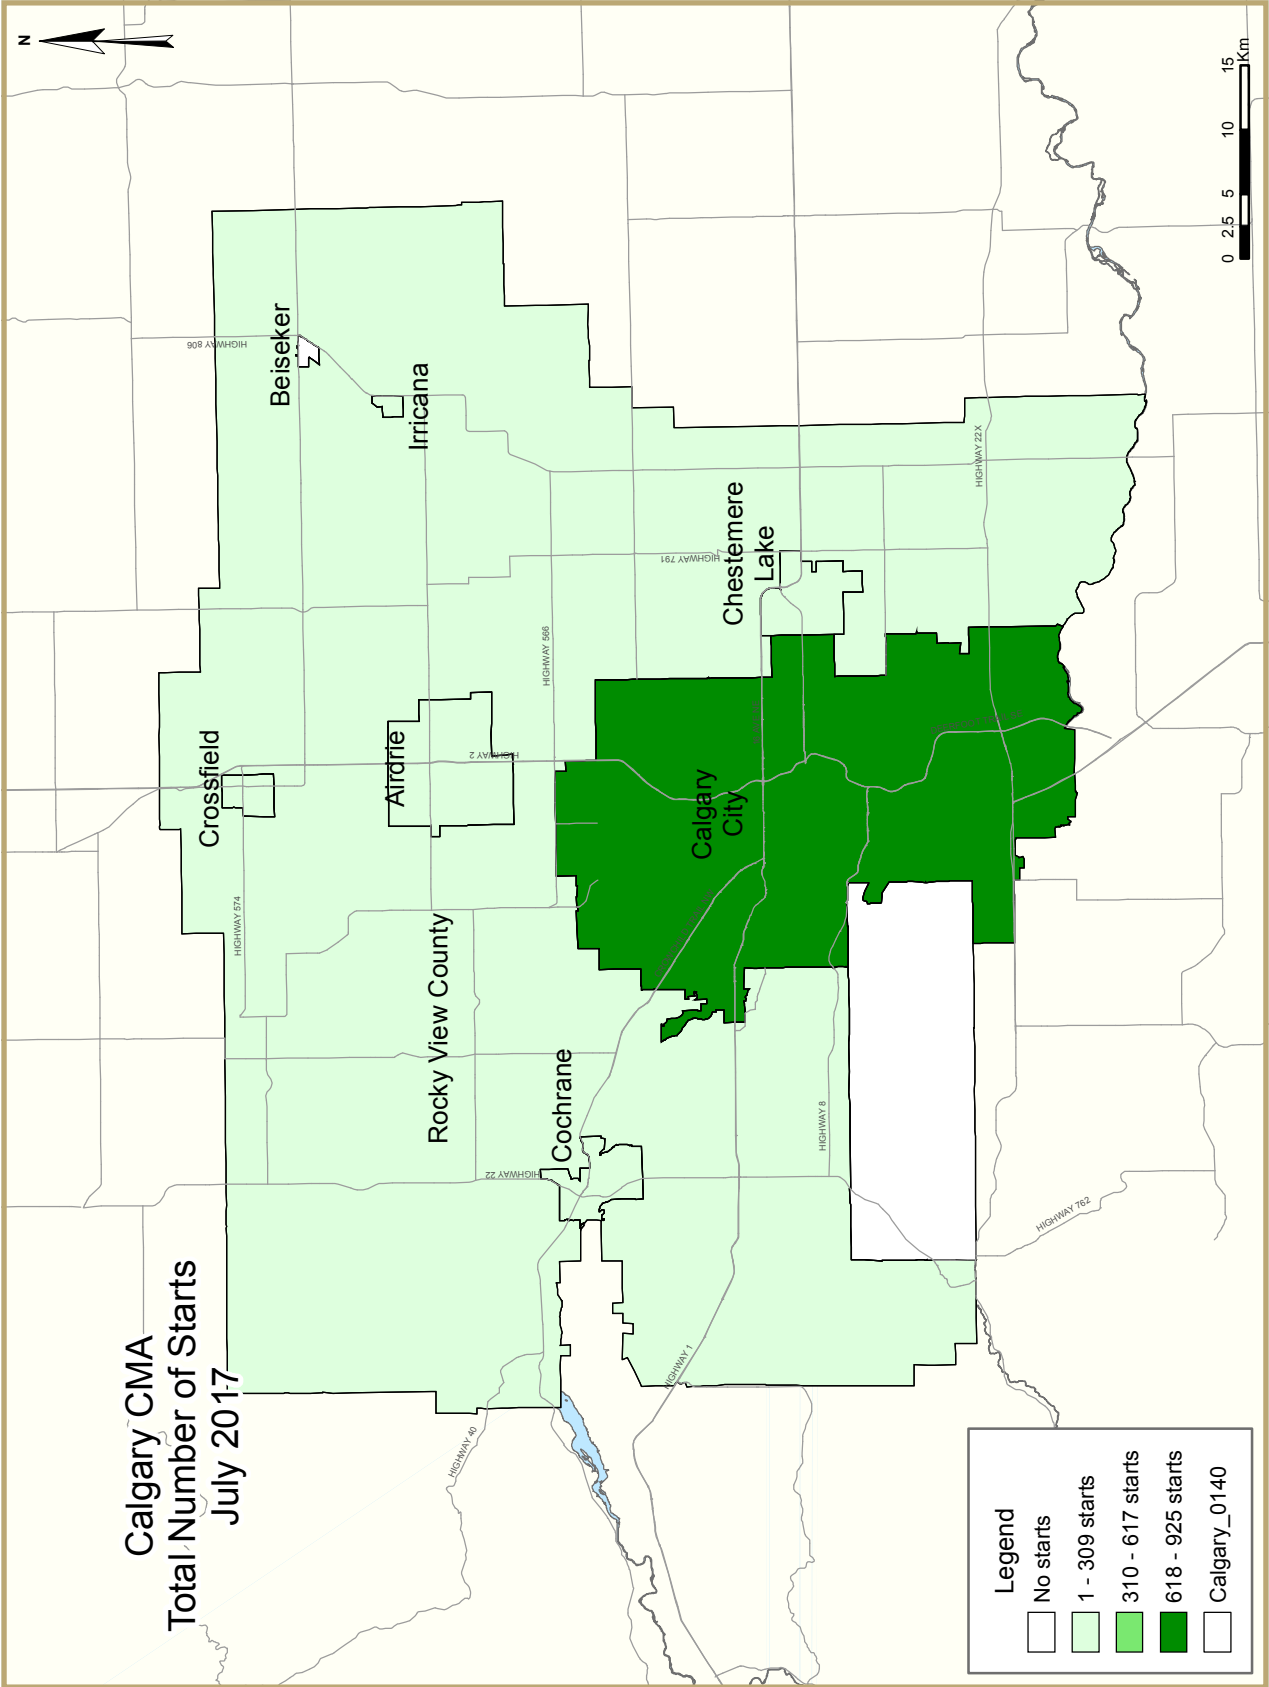 Calgary CMA
Total Number of Starts
July 2017
N
Crossfield
Beiseker
Irricana
Airdrie
Rocky View County
Cochrane
Calgary
City
Chestemere
Lake
HIGHWAY 806
HIGHWAY 574
HIGHWAY 2
HIGHWAY 566
HIGHWAY 791
HIGHWAY 22
HIGHWAY 40
HIGHWAY 1
HIGHWAY 8
HIGHWAY 22X
HIGHWAY 762
Legend
No starts
1 - 309 starts
310 - 617 starts
618 - 925 starts
Calgary_0140
0 2.5 5 10 15
Km